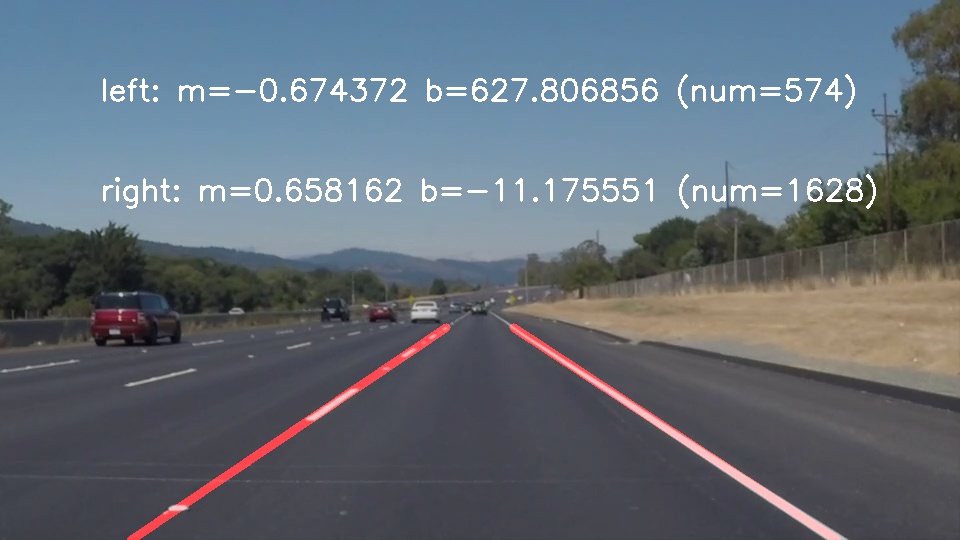 left: m=-0.674372 b=627.806856 (num=574)
right: m=0.658162 b=-11.175551 (num=1628)